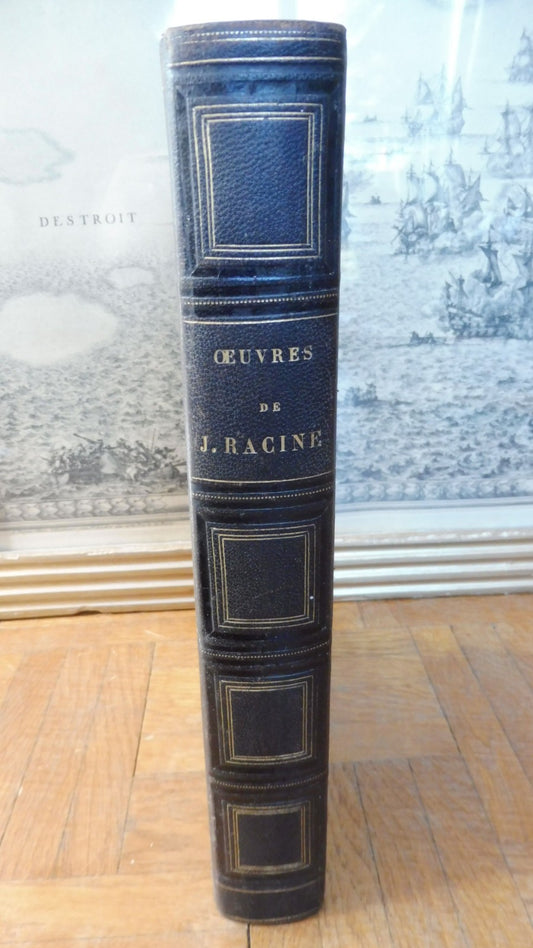 DESTROIT
ŒUVRES
DE
J. RACINE